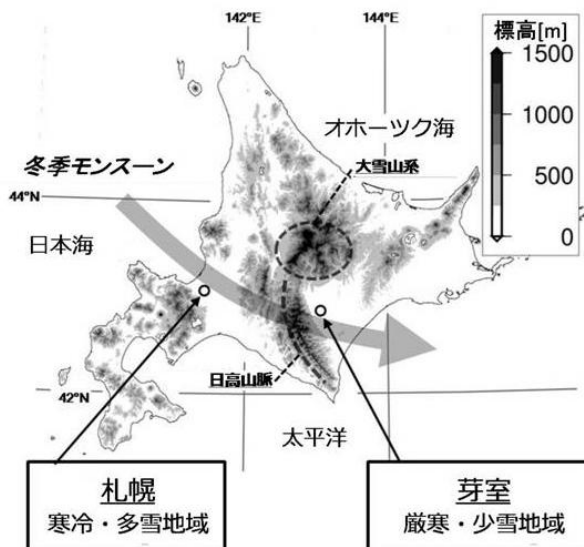 142°E
144°E
標高[m]
1500
1000
500
0
オホーツク海
大雪山系
冬季モンスーン
44°N
日本海
日高山脈
42°N
太平洋
札幌
寒冷・多雪地域
芽室
厳寒・少雪地域